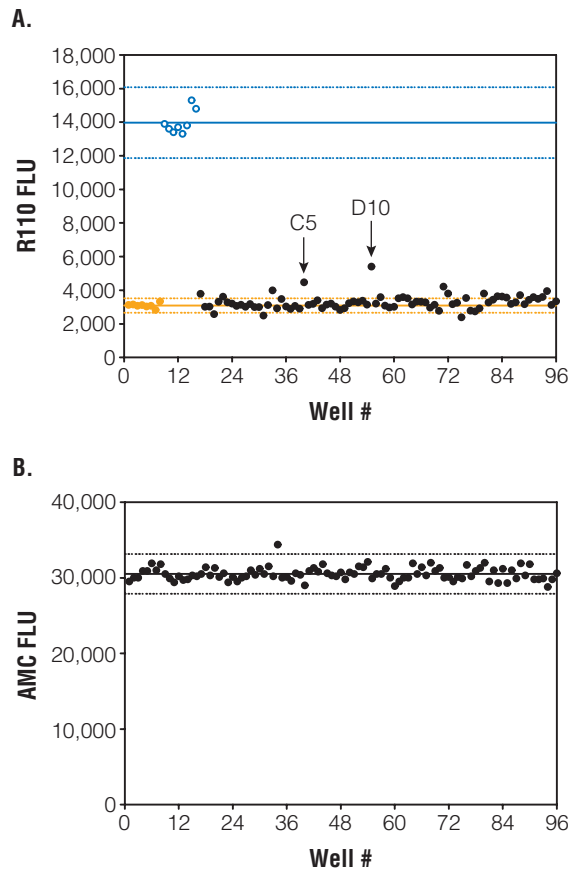 A.
18,000
16,000
14,000
12,000
10,000
8,000
6,000
4,000
2,000
0
R110 FLU
C5
D10
0 12 24 36 48 60 72 84 96
Well #
B.
40,000
30,000
20,000
10,000
0
AMC FLU
0 12 24 36 48 60 72 84 96
Well #